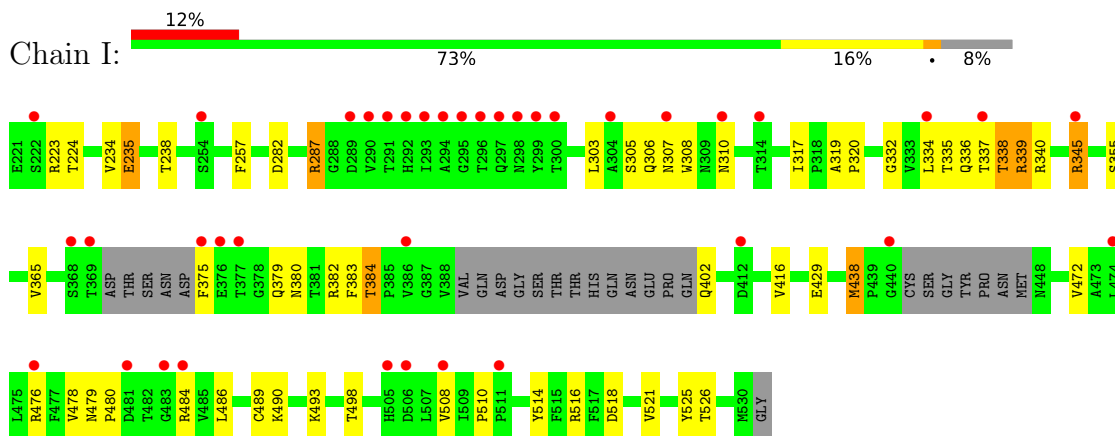 12%
Chain I:
73% 16% • 8%
E221 S222 R223 T224 V234 E235 T238 S254 F257 D282 R287 G288 D289 V290 T291 H292 I293 A294 G295 T296 Q297 N298 Y299 T300 L303 A304 S305 Q306 N307 W308 N309 N310 T314 I317 P318 A319 P320 G332 V333 L334 T335 Q336 T337 T338 R339 R340 R345 S355
V365 S368 T369 ASP THR SER ASN ASP F375 E376 T377 G378 Q379 N380 T381 R382 F383 T384 P385 V386 G387 V388 VAL GLN ASP GLY SER THR THR HIS GLN ASN GLU PRO GLN Q402 D412 V416 E429 M438 P439 G440 CYS SER GLY TYR PRO ASN MET N448 V472 A473 L474
L475 R476 F477 V478 N479 P480 D481 T482 G483 R484 V485 L486 C489 K490 K493 T498 H505 D506 L507 V508 I509 P510 P511 Y514 F515 R516 F517 D518 V521 Y525 T526 M530 GLY